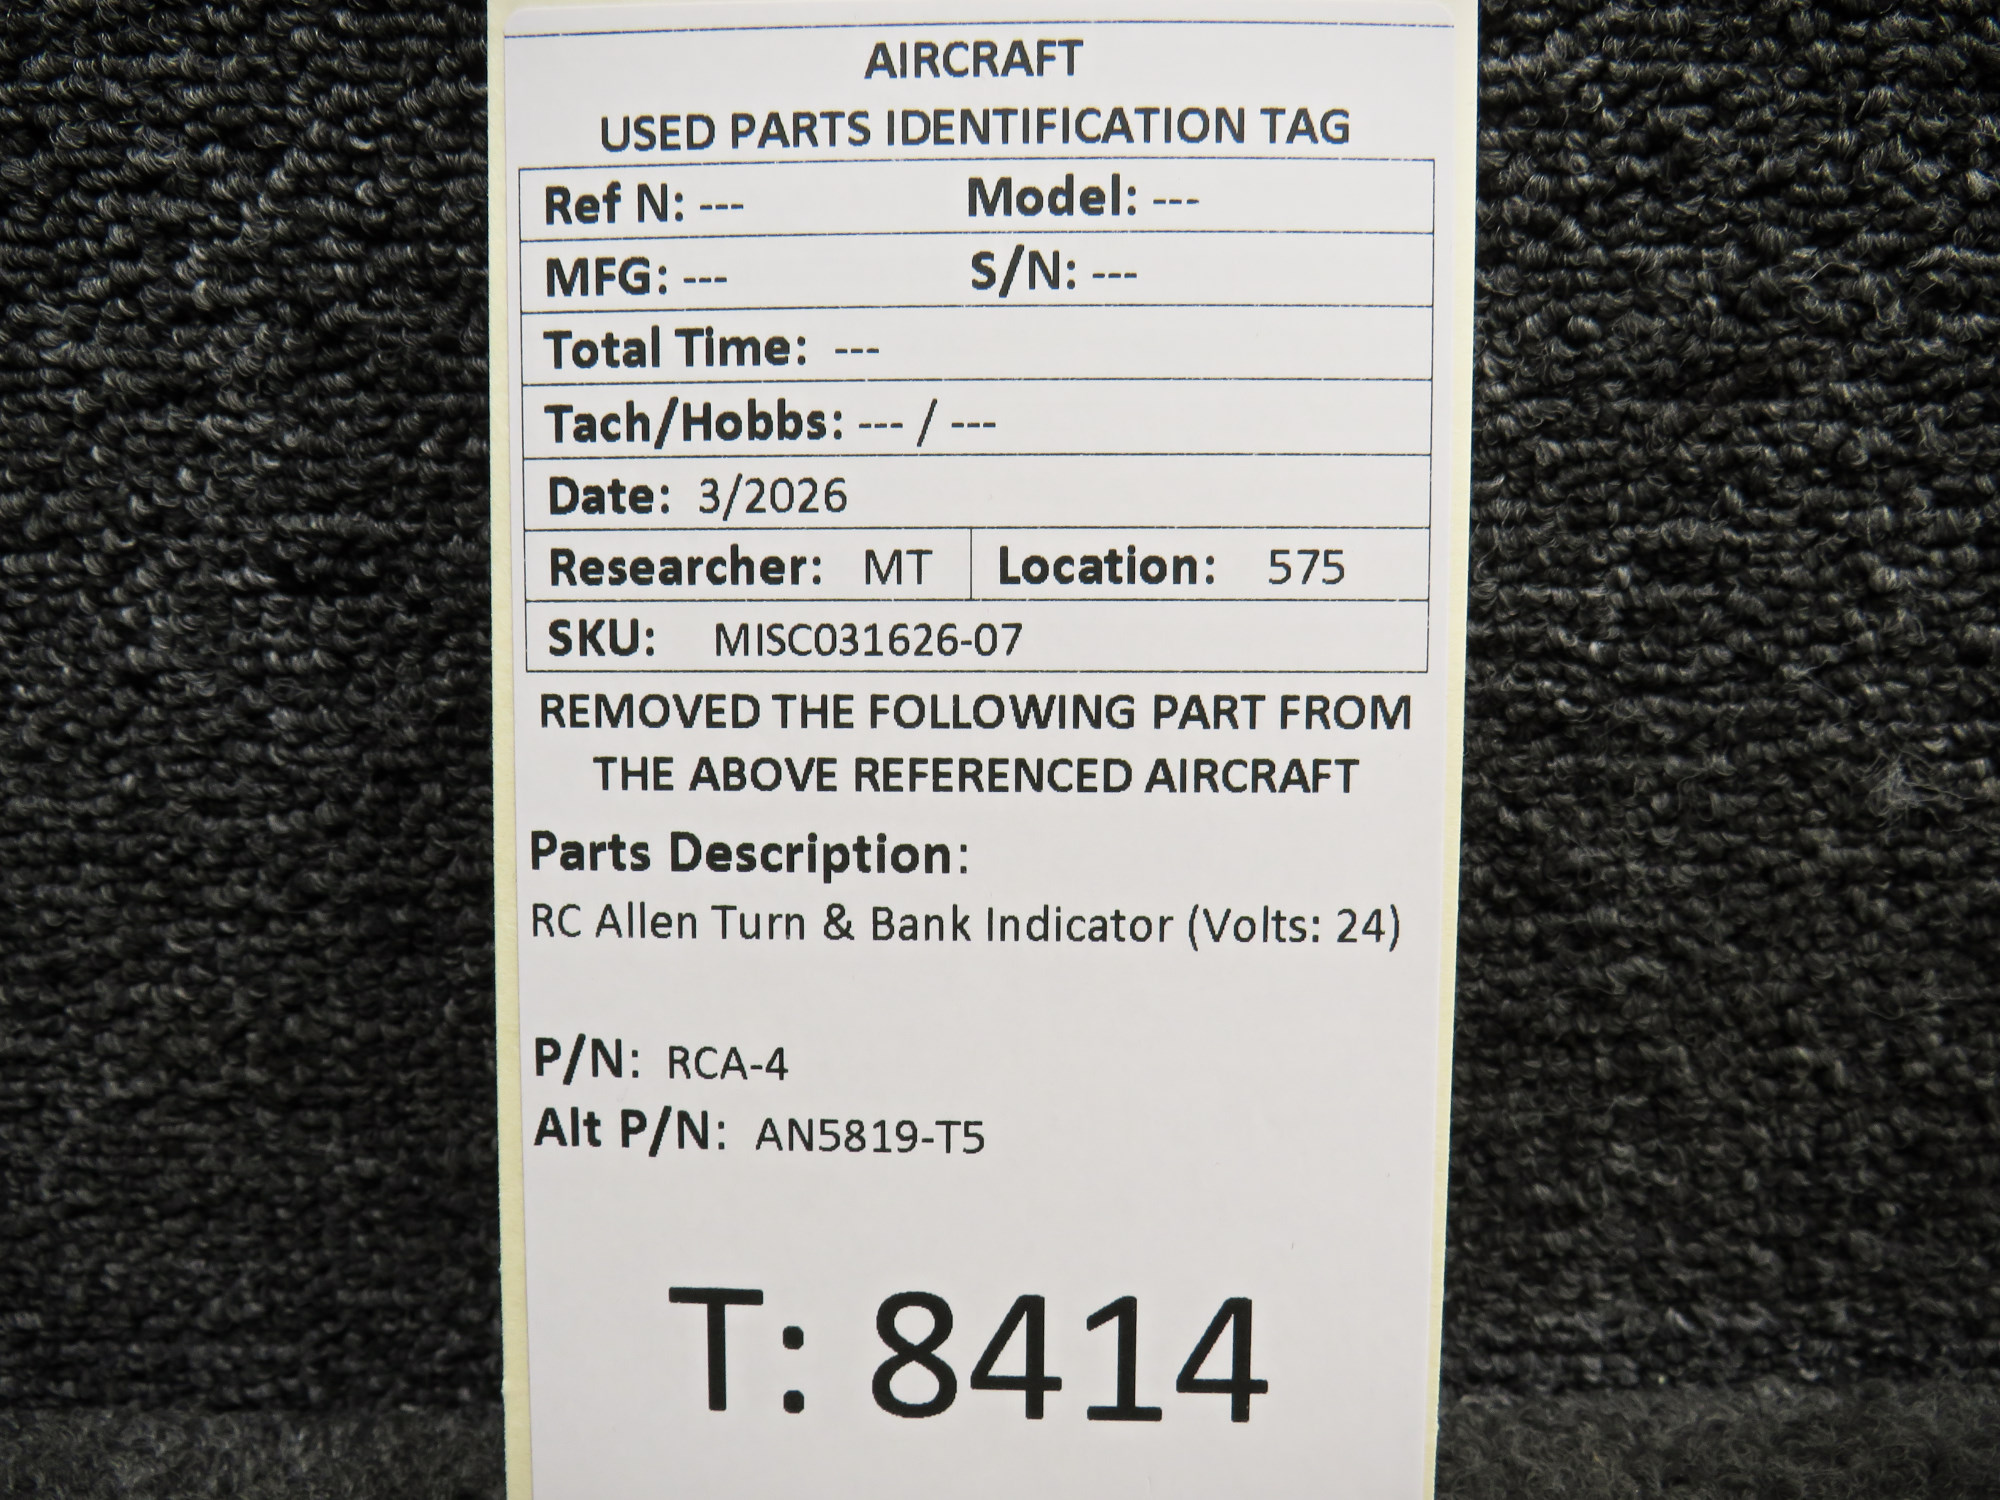 AIRCRAFT
USED PARTS IDENTIFICATION TAG
Ref N: --- Model: ---
MFG: --- S/N: ---
Total Time: ---
Tach/Hobbs: --- / ---
Date: 3/2026
Researcher: MT Location: 575
SKU: MISC031626-07
REMOVED THE FOLLOWING PART FROM
THE ABOVE REFERENCED AIRCRAFT
Parts Description:
RC Allen Turn & Bank Indicator (Volts: 24)
P/N: RCA-4
Alt P/N: AN5819-T5
T: 8414